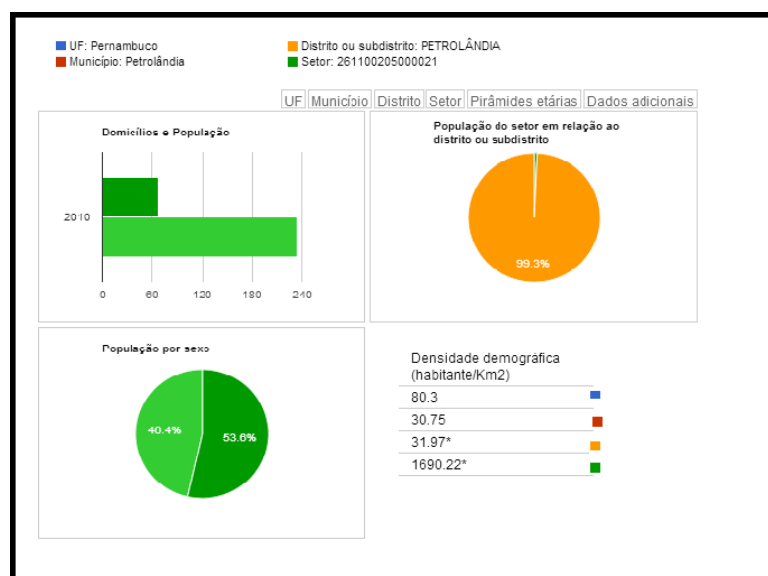 UF: Pernambuco
Distrito ou subdistrito: PETROLÂNDIA
Município: Petrolândia
Setor: 261100205000021
UF Município Distrito Setor Pirâmides etárias Dados adicionais
Domicílios e População
2010
0 60 120 180 240
População do setor em relação ao
distrito ou subdistrito
99.3%
População por sexo
40.4%
53.6%
Densidade demográfica
(habitante/Km2)
80.3
30.75
31.97*
1690.22*